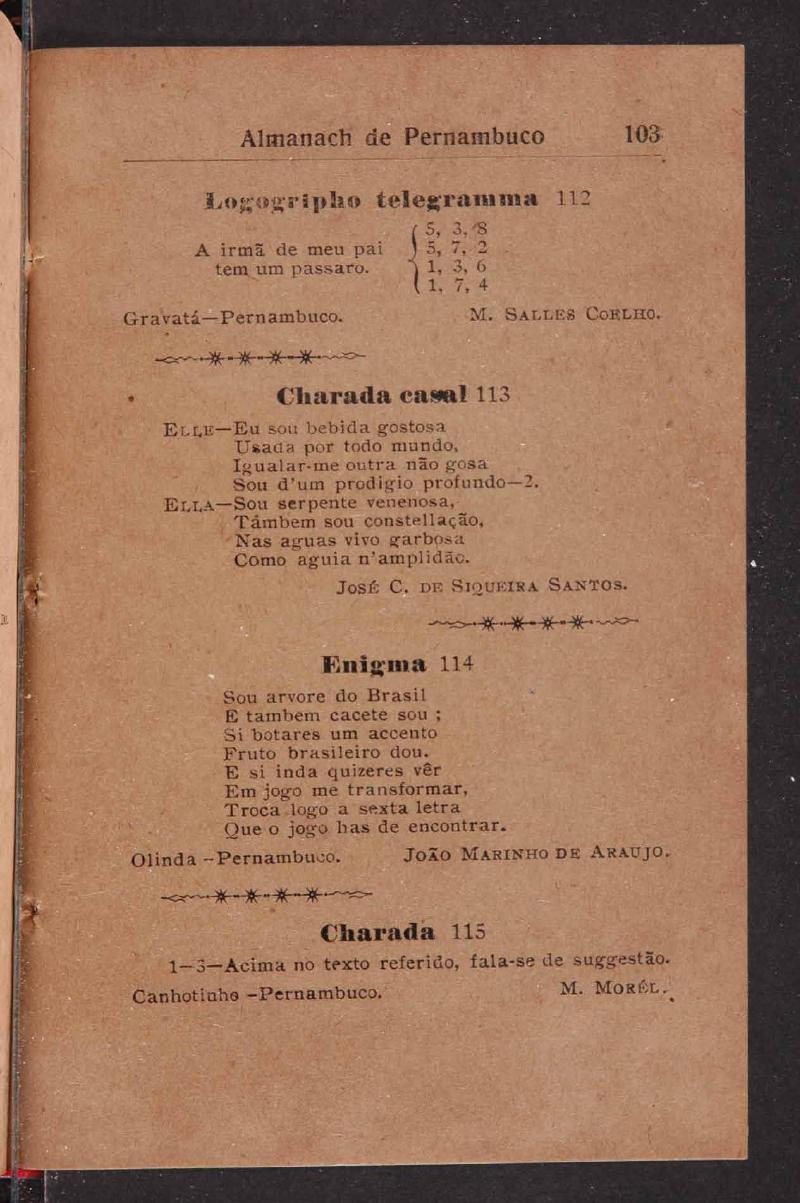 Almanach de Pernambuco 103
Logogripho telegramma 112
5, 3, 8
A irmã de meu pai 5, 7, 2
tem um passaro. 1, 3, 6
1, 7, 4
Gravatá—Pernambuco. M. SALLES COELHO.
Charada casal 113
ELLE—Eu sou bebida gostosa
Usada por todo mundo,
Igualar-me outra não gosa
Sou d'um prodigio profundo—2.
ELLA—Sou serpente venenosa,
Támbem sou constellação,
Nas aguas vivo garbosa
Como aguia n'amplidão.
JOSÉ C. DE SIQUEIRA SANTOS.
Enigma 114
Sou arvore do Brasil
E tambem cacete sou ;
Si botares um accento
Fruto brasileiro dou.
E si inda quizeres vêr
Em jogo me transformar,
Troca logo a sexta letra
Que o jogo has de encontrar.
Olinda -Pernambuco. JOÃO MARINHO DE ARAUJO.
Charada 115
1—3—Acima no texto referido, fala-se de suggestão.
Canhotinho -Pernambuco. M. MORÉL.